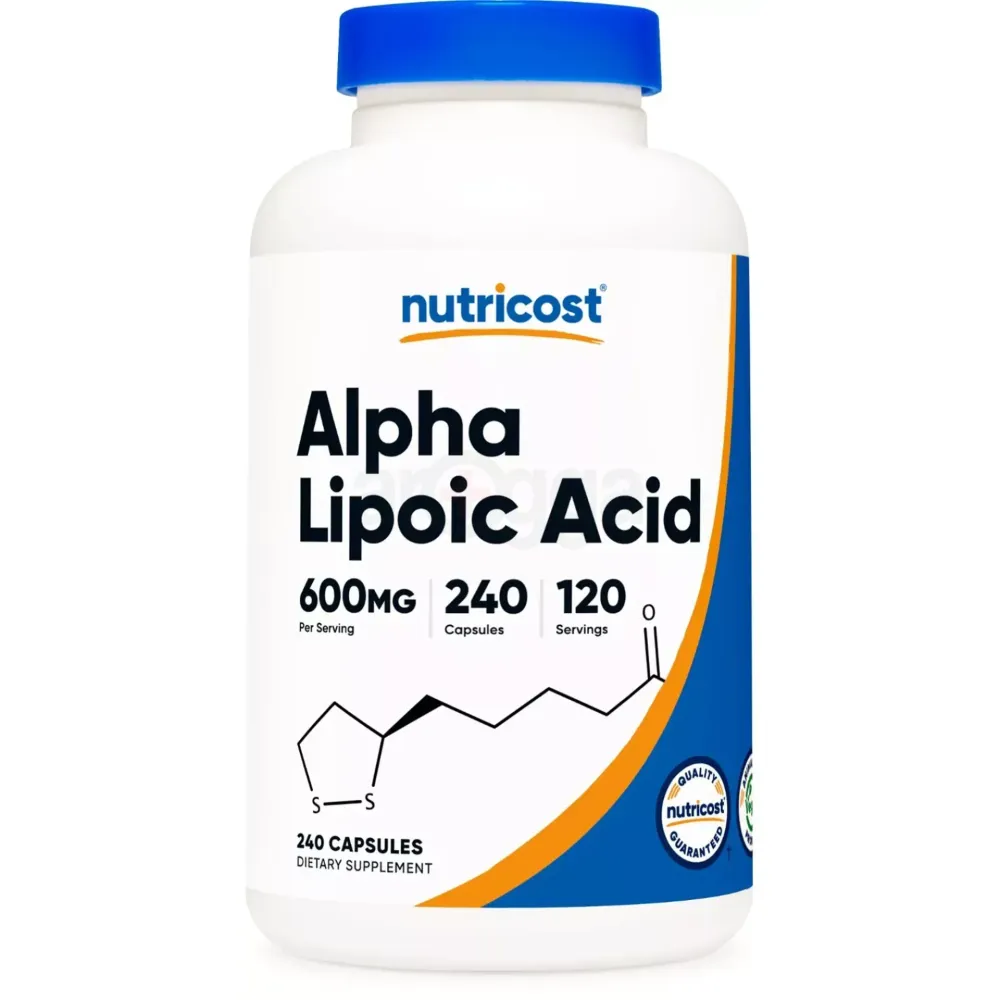 nutricost®
Alpha
Lipoic Acid
600MG
Per Serving
240
Capsules
120
Servings
O
S
S
240 CAPSULES
DIETARY SUPPLEMENT
QUALITY
nutricost®
GUARANTEED
†